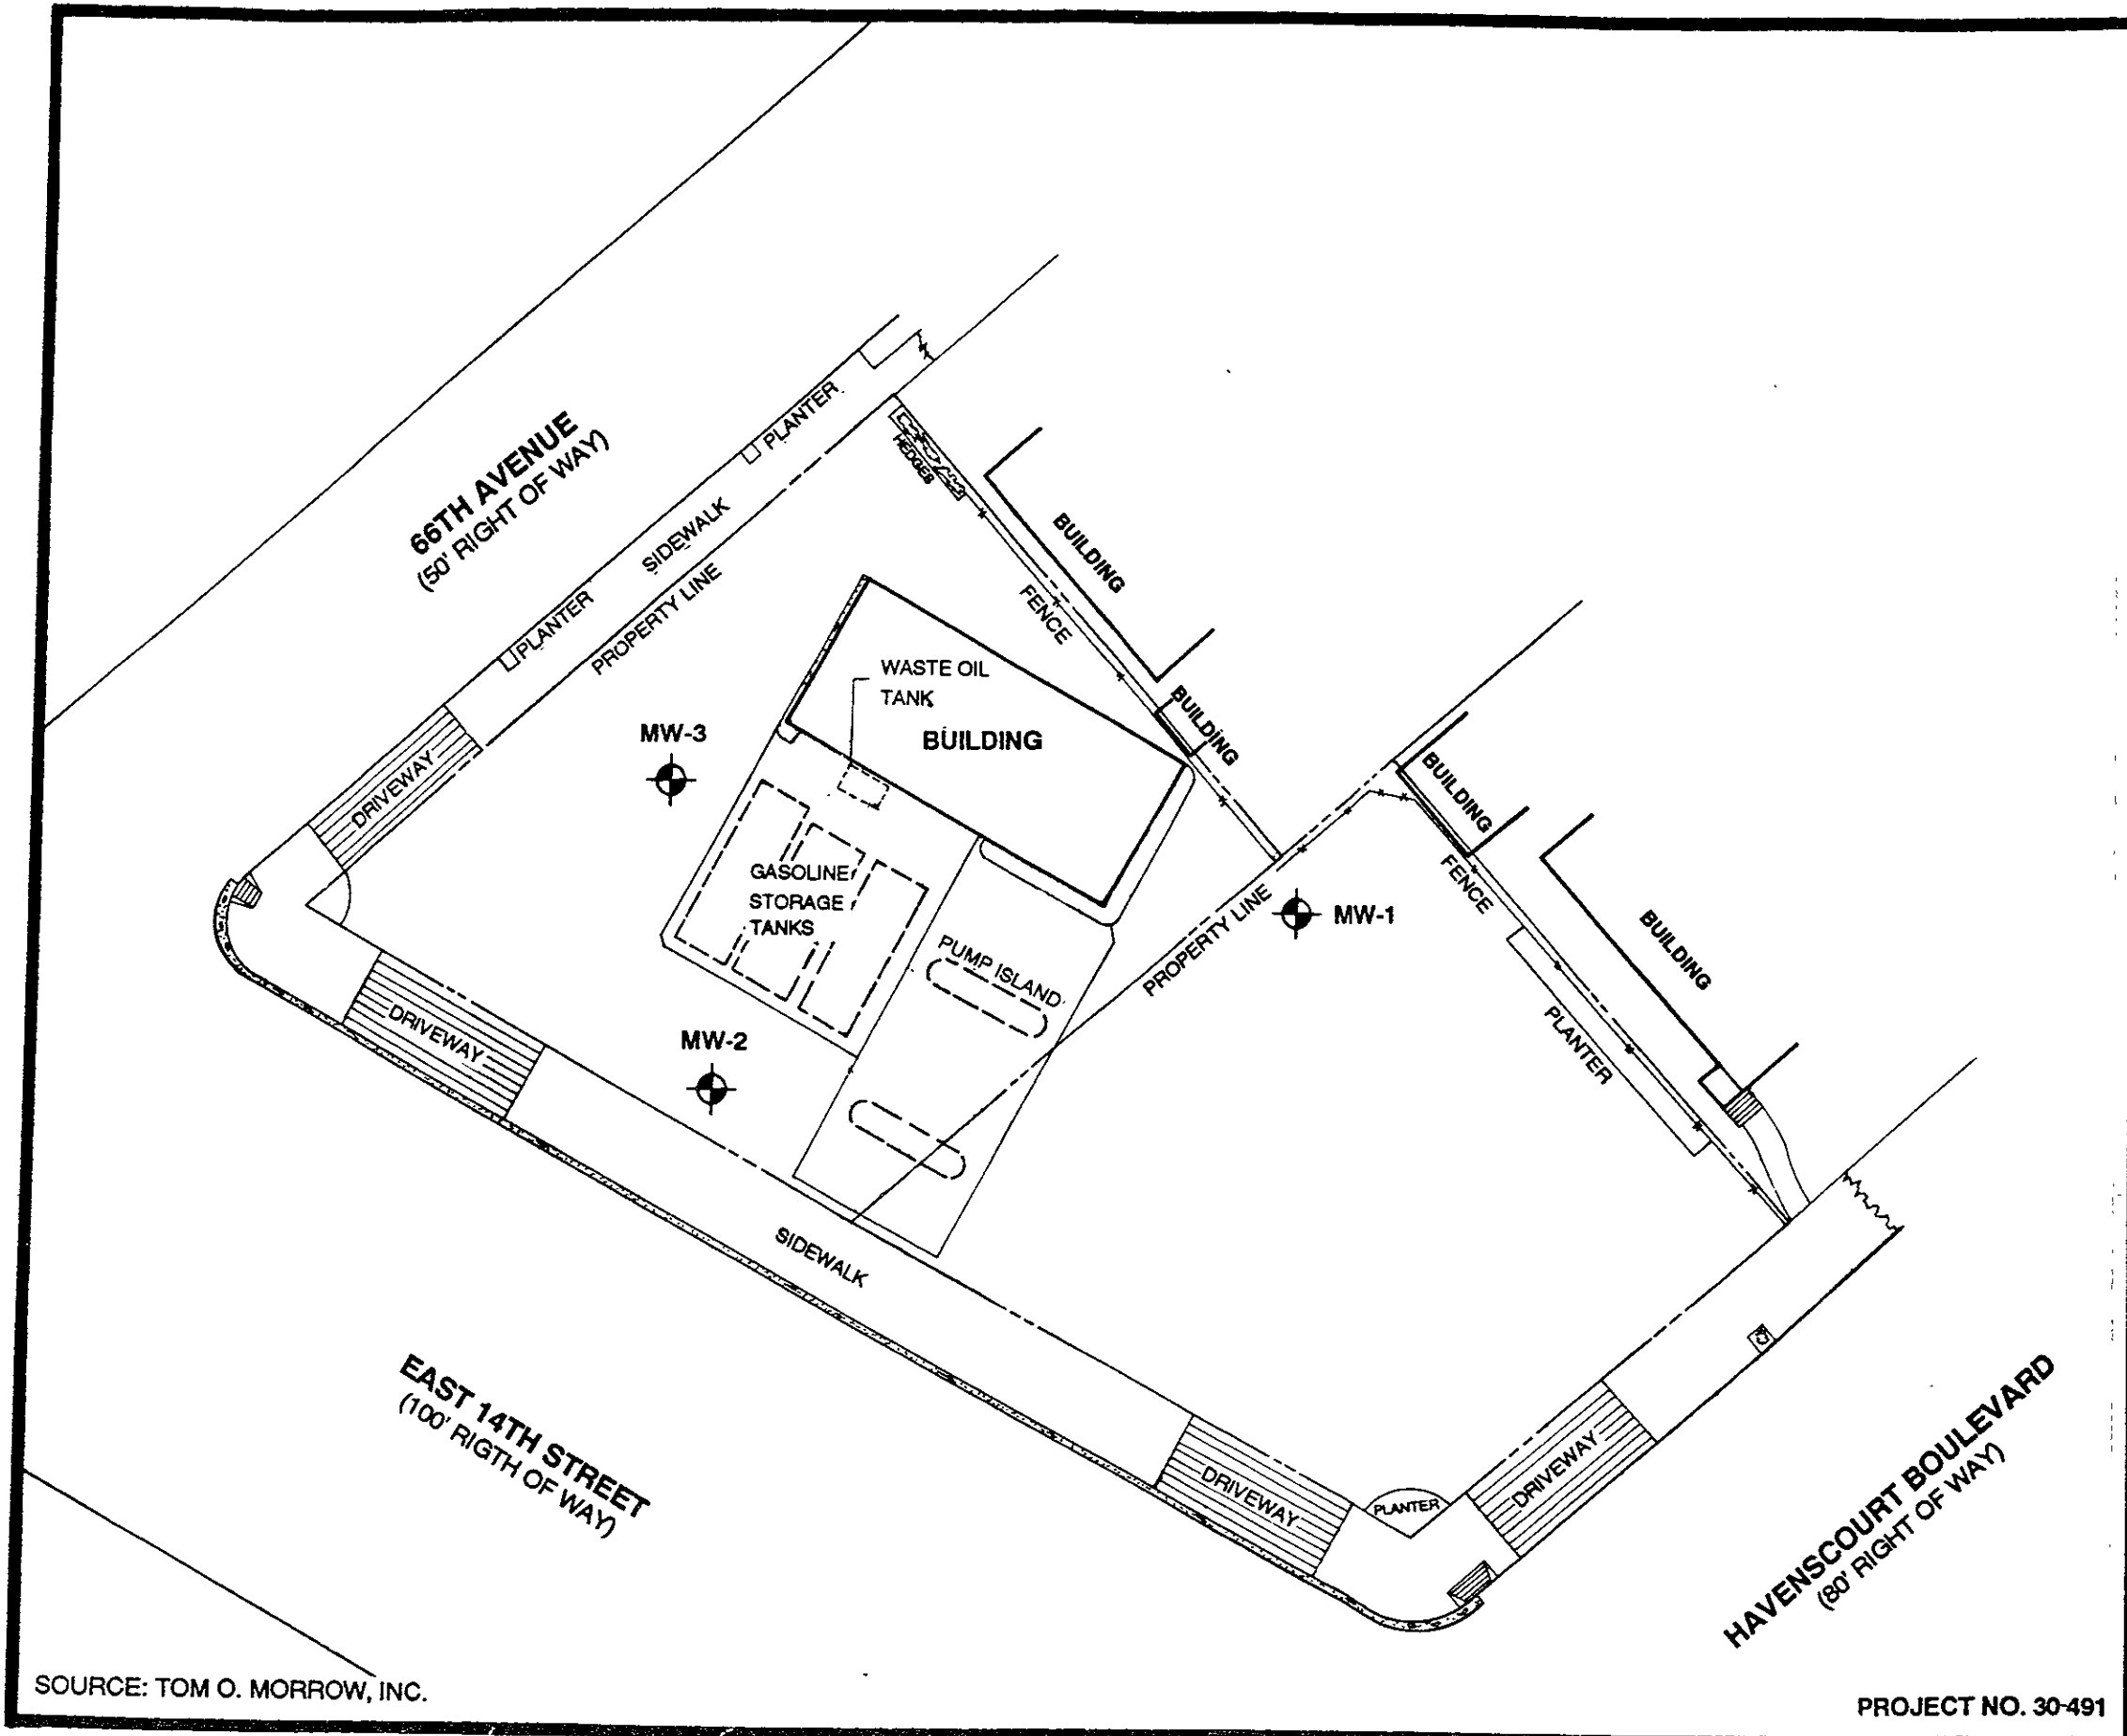 66TH AVENUE
(50' RIGHT OF WAY)
PLANTER
HEDGES
SIDEWALK
PROPERTY LINE
PLANTER
BUILDING
FENCE
WASTE OIL
TANK
BUILDING
BUILDING
MW-3
DRIVEWAY
GASOLINE
STORAGE
TANKS
PUMP ISLAND
PROPERTY LINE
MW-1
BUILDING
FENCE
BUILDING
PLANTER
MW-2
DRIVEWAY
SIDEWALK
EAST 14TH STREET
(100' RIGTH OF WAY)
DRIVEWAY
PLANTER
DRIVEWAY
HAVENSCOURT BOULEVARD
(80' RIGHT OF WAY)
SOURCE: TOM O. MORROW, INC.
PROJECT NO. 30-491